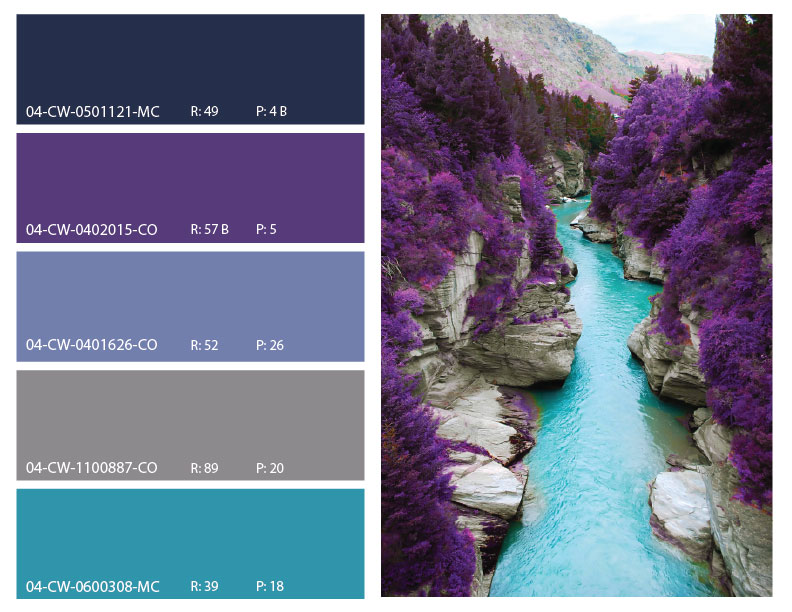 04-CW-0501121-MC R: 49 P: 4 B
04-CW-0402015-CO R: 57 B P: 5
04-CW-0401626-CO R: 52 P: 26
04-CW-1100887-CO R: 89 P: 20
04-CW-0600308-MC R: 39 P: 18